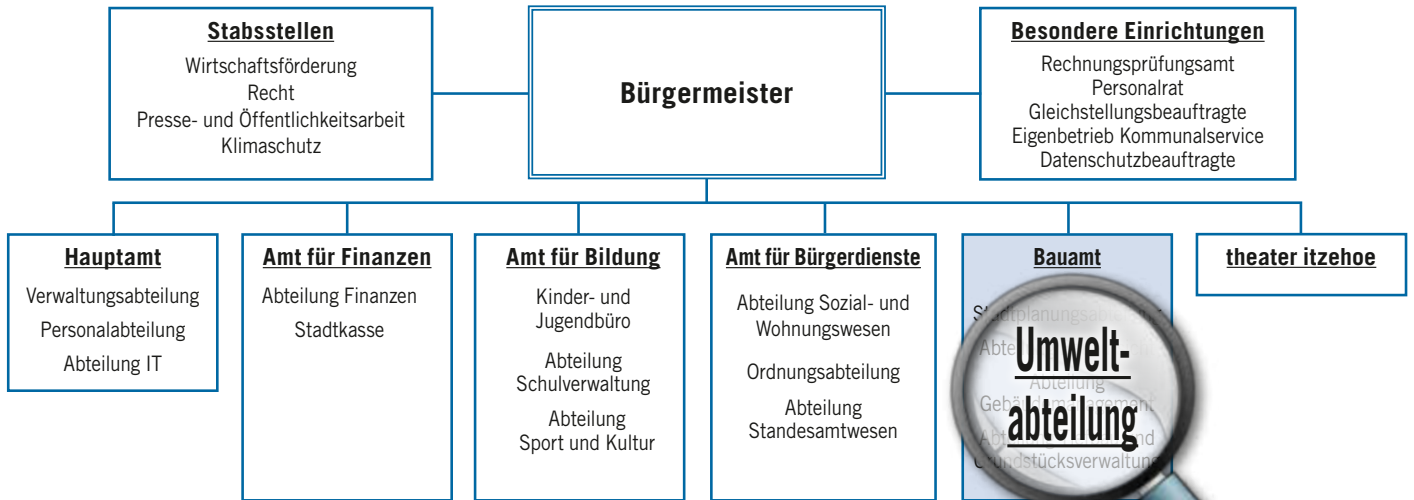 Stabsstellen
Wirtschaftsförderung
Recht
Presse- und Öffentlichkeitsarbeit
Klimaschutz
Bürgermeister
Besondere Einrichtungen
Rechnungsprüfungsamt
Personalrat
Gleichstellungsbeauftragte
Eigenbetrieb Kommunalservice
Datenschutzbeauftragte
Hauptamt
Verwaltungsabteilung
Personalabteilung
Abteilung IT
Amt für Finanzen
Abteilung Finanzen
Stadtkasse
Amt für Bildung
Kinder- und
Jugendbüro
Abteilung
Schulverwaltung
Abteilung
Sport und Kultur
Amt für Bürgerdienste
Abteilung Sozial- und
Wohnungswesen
Ordnungsabteilung
Abteilung
Standesamtwesen
Bauamt
Umwelt-
abteilung
Abteilung
Gebäudemanagement
theater itzehoe